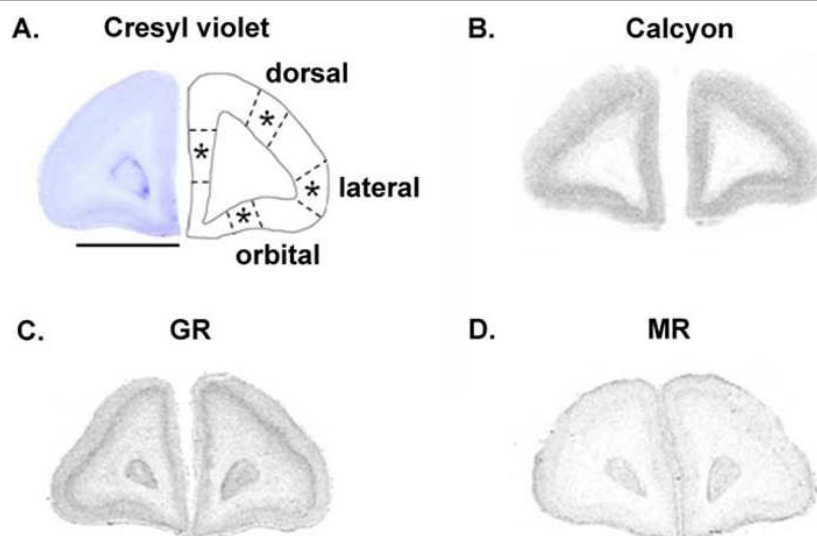 A. Cresyl violet
B. Calcyon
dorsal
*
*
lateral
*
*
orbital
C. GR
D. MR